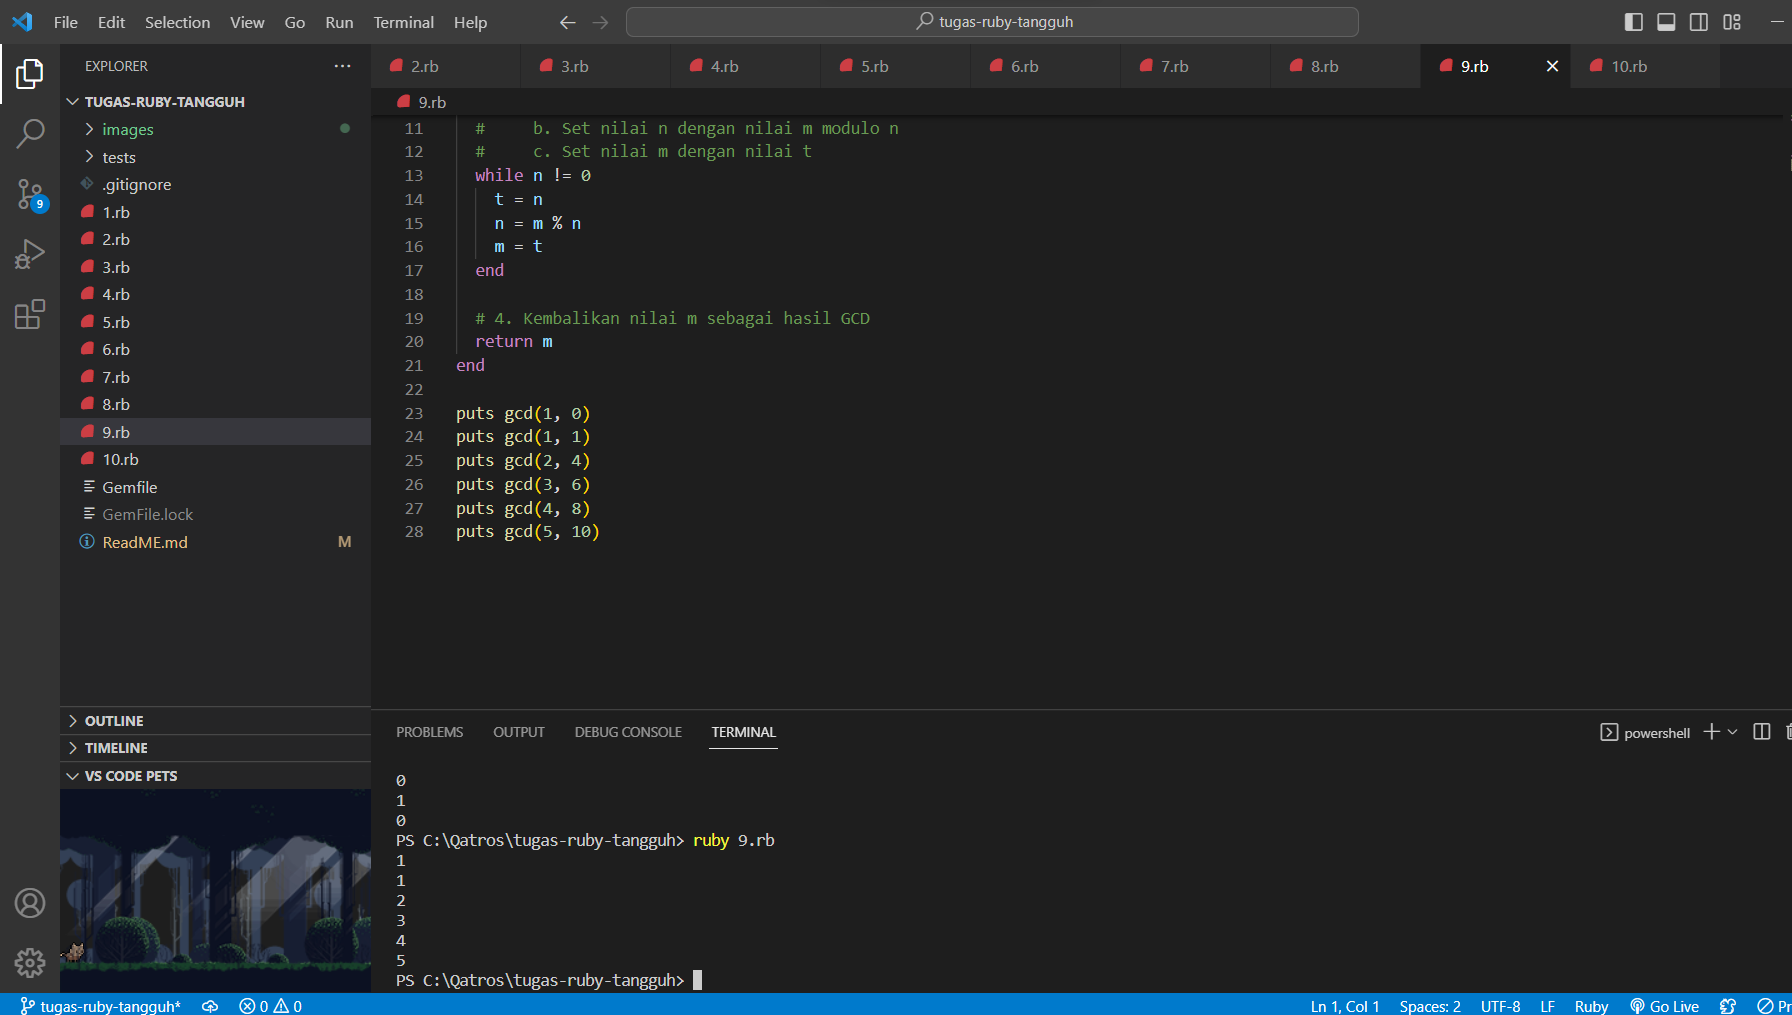 File Edit Selection View Go Run Terminal Help
tugas-ruby-tangguh
EXPLORER
TUGAS-RUBY-TANGGUH
images
tests
.gitignore
1.rb
2.rb
3.rb
4.rb
5.rb
6.rb
7.rb
8.rb
9.rb
10.rb
Gemfile
GemFile.lock
ReadME.md M
9
OUTLINE
TIMELINE
VS CODE PETS
2.rb 3.rb 4.rb 5.rb 6.rb 7.rb 8.rb 9.rb 10.rb
9.rb
11 #     b. Set nilai n dengan nilai m modulo n
12 #     c. Set nilai m dengan nilai t
13 while n != 0
14 t = n
15 n = m % n
16 m = t
17 end
18
19 # 4. Kembalikan nilai m sebagai hasil GCD
20 return m
21 end
22
23 puts gcd(1, 0)
24 puts gcd(1, 1)
25 puts gcd(2, 4)
26 puts gcd(3, 6)
27 puts gcd(4, 8)
28 puts gcd(5, 10)
PROBLEMS OUTPUT DEBUG CONSOLE TERMINAL
powershell
0
1
0
PS C:\Qatros\tugas-ruby-tangguh> ruby 9.rb
1
1
2
3
4
5
PS C:\Qatros\tugas-ruby-tangguh>
tugas-ruby-tangguh* 0 0 Ln 1, Col 1 Spaces: 2 UTF-8 LF Ruby Go Live Pr